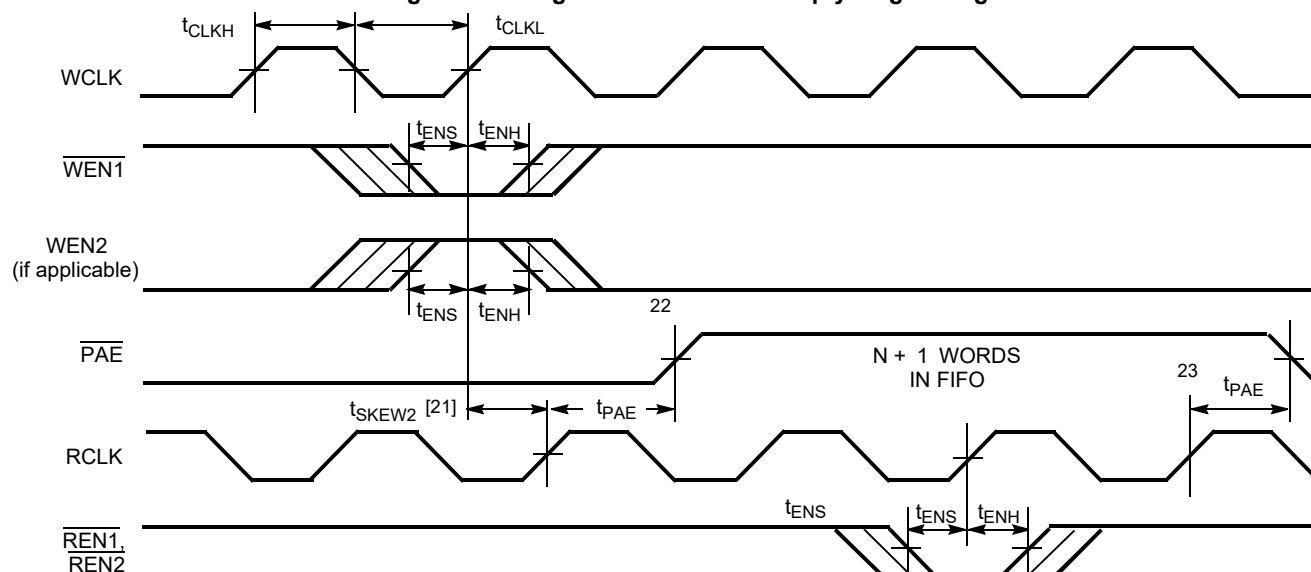 tCLKH
tCLKL
WCLK
tENS
tENH
WEN1
WEN2
(if applicable)
tENS
tENH
22
PAE
N + 1 WORDS
IN FIFO
23
tPAE
tSKEW2 [21]
tPAE
RCLK
tENS
tENS
tENH
REN1,
REN2